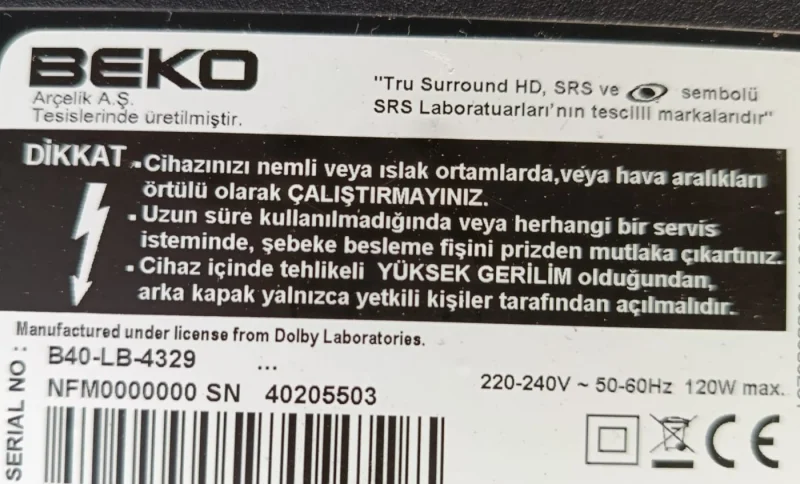 BEKO
Arçelik A.Ş.
Tesislerinde üretilmiştir.
"Tru Surround HD, SRS ve sembolü
SRS Laboratuarları'nın tescilli markalarıdır"
DİKKAT
.Cihazınızı nemli veya ıslak ortamlarda,veya hava aralıkları
örtülü olarak ÇALIŞTIRMAYINIZ.
.Uzun süre kullanılmadığında veya herhangi bir servis
isteminde, şebeke besleme fişini prizden mutlaka çıkartınız.
.Cihaz içinde tehlikeli YÜKSEK GERİLİM olduğundan,
arka kapak yalnızca yetkili kişiler tarafından açılmalıdır.
Manufactured under license from Dolby Laboratories.
SERIAL NO :
B40-LB-4329 ...
NFM0000000 SN 40205503
220-240V ~ 50-60Hz 120W max.
CE